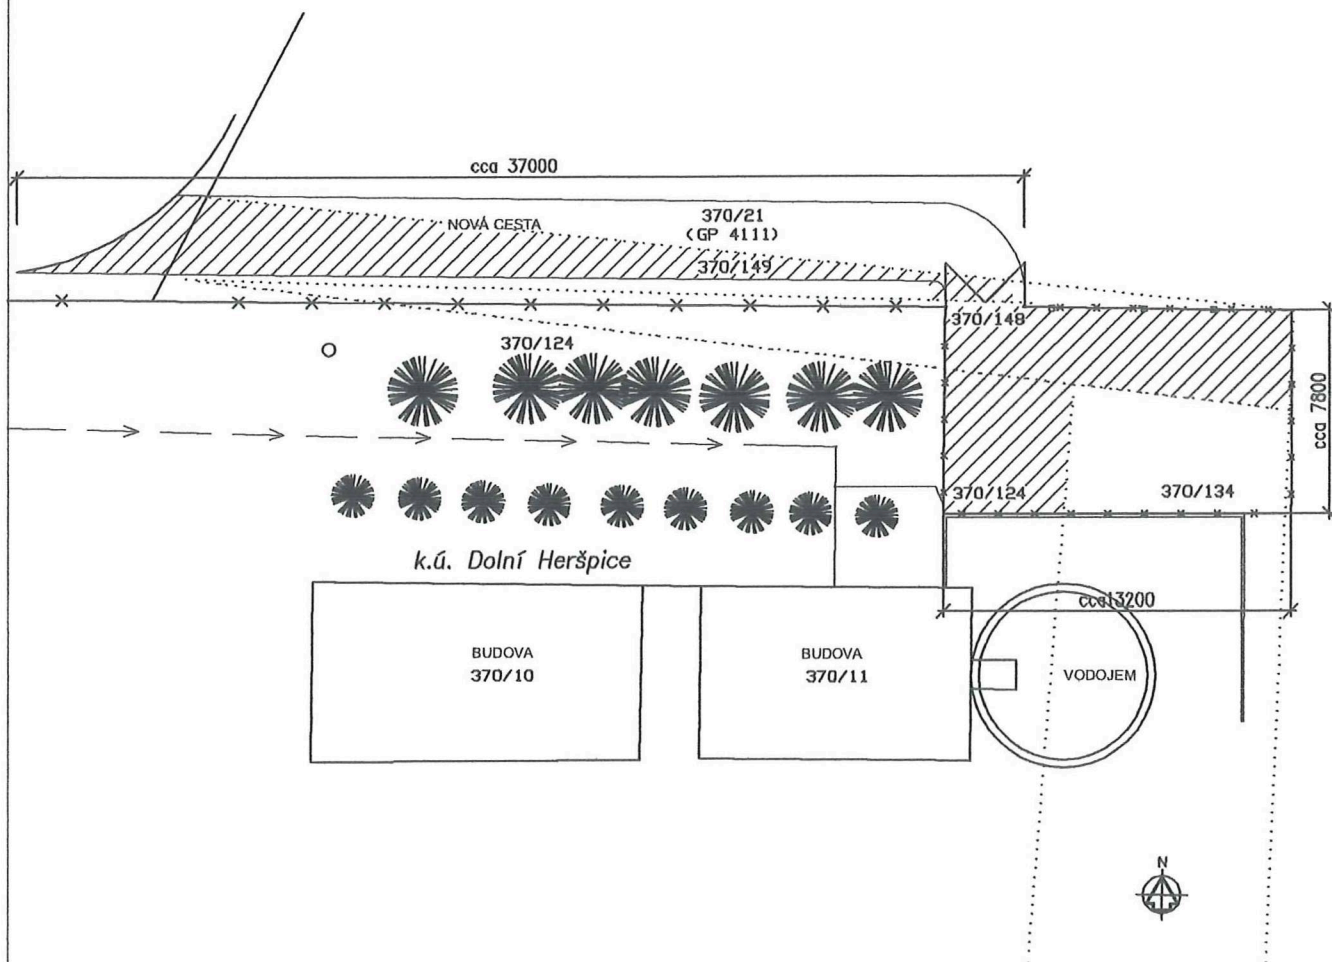 cca 37000
NOVÁ CESTA
370/21
(GP 4111)
370/149
370/148
370/124
cca 7800
370/124
370/134
k.ú. Dolní Heršpice
cca13200
BUDOVA
370/10
BUDOVA
370/11
VODOJEM
N